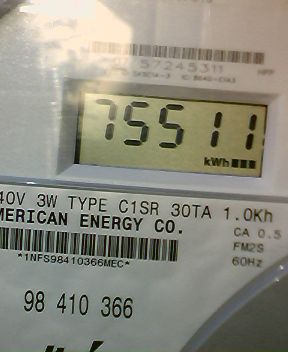 57245311
75511
kWh
40V 3W TYPE C1SR 30TA 1.0Kh
MERICAN ENERGY CO.
CA 0.5
FM2S
60Hz
*1NFS98410366MEC*
98 410 366